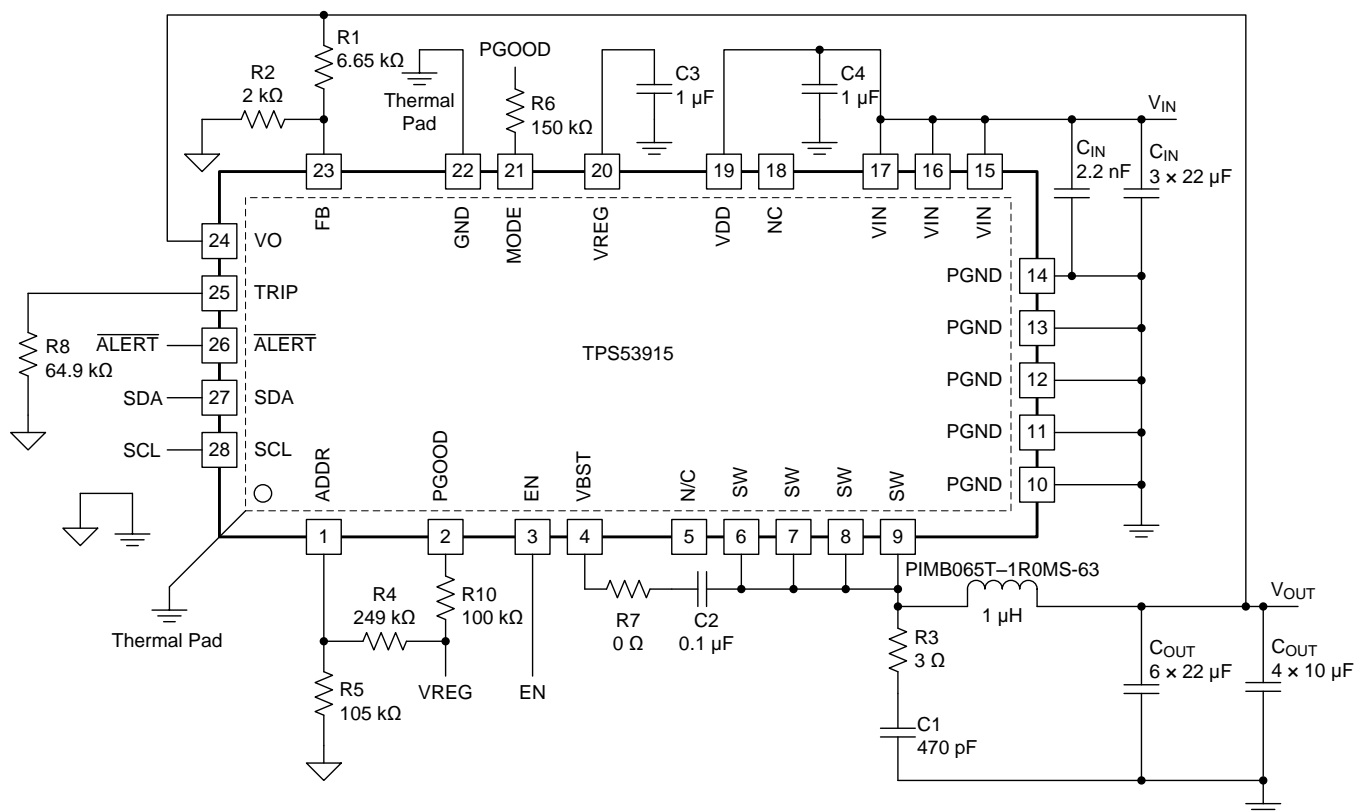 R1
6.65 kΩ
R2
2 kΩ
Thermal
Pad
PGOOD
R6
150 kΩ
C3
1 µF
C4
1 µF
VIN
CIN
2.2 nF
CIN
3 × 22 µF
23
22
21
20
19
18
17
16
15
FB
GND
MODE
VREG
VDD
NC
VIN
VIN
VIN
24
VO
25
TRIP
R8
64.9 kΩ
ALERT
26
ALERT
SDA
27
SDA
SCL
28
SCL
TPS53915
PGND
14
PGND
13
PGND
12
PGND
11
PGND
10
ADDR
PGOOD
EN
VBST
N/C
SW
SW
SW
SW
1
2
3
4
5
6
7
8
9
Thermal Pad
R4
249 kΩ
R10
100 kΩ
R5
105 kΩ
VREG
EN
R7
0 Ω
C2
0.1 µF
PIMB065T–1R0MS-63
1 µH
VOUT
R3
3 Ω
C1
470 pF
COUT
6 × 22 µF
COUT
4 × 10 µF